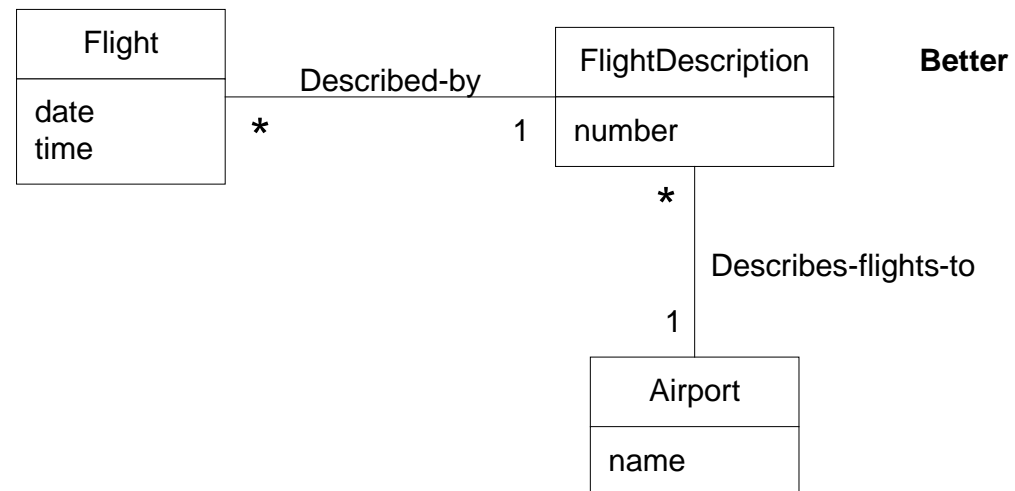 Flight
date
time
Described-by
*
1
FlightDescription
number
Better
*
Describes-flights-to
1
Airport
name